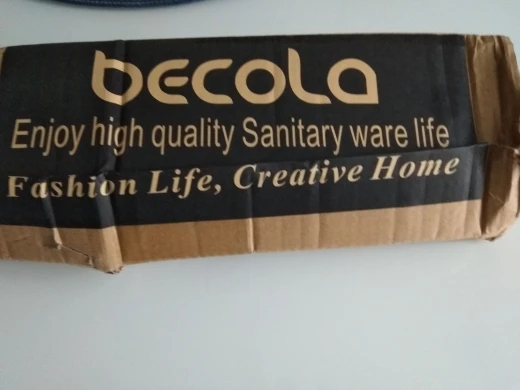 becola
Enjoy high quality Sanitary ware life
Fashion Life, Creative Home